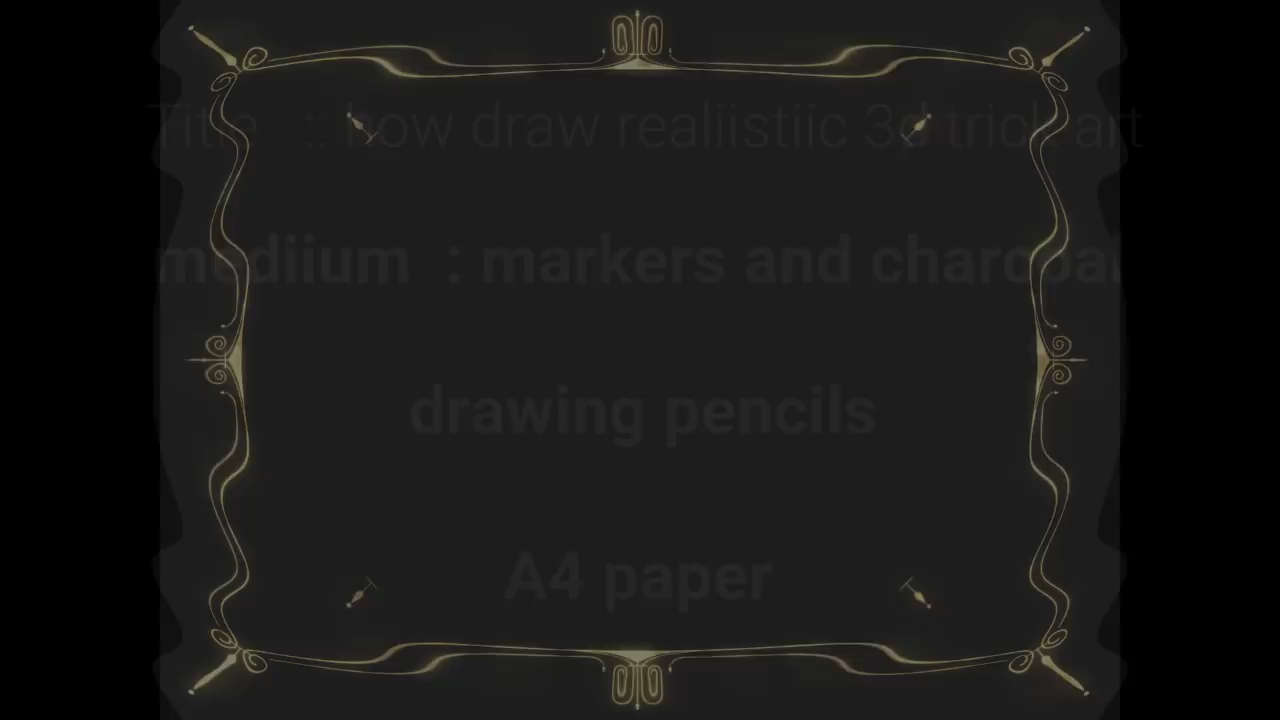 Title :: how draw realiistiic 3d trick art
mediium : markers and charcoal
drawing pencils
A4 paper